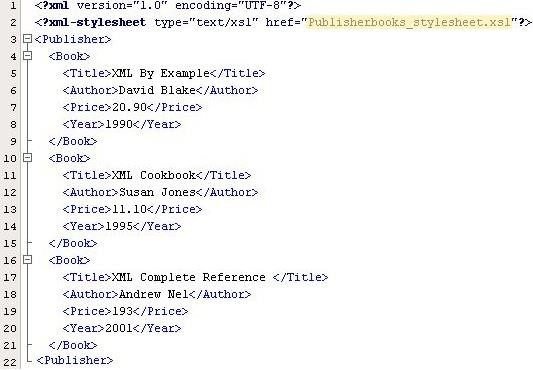 1 <?xml version="1.0" encoding="UTF-8"?>
2 <?xml-stylesheet type="text/xsl" href="Publisherbooks_stylesheet.xsl"?>
3 <Publisher>
4 <Book>
5 <Title>XML By Example</Title>
6 <Author>David Blake</Author>
7 <Price>20.90</Price>
8 <Year>1990</Year>
9 </Book>
10 <Book>
11 <Title>XML Cookbook</Title>
12 <Author>Susan Jones</Author>
13 <Price>11.10</Price>
14 <Year>1995</Year>
15 </Book>
16 <Book>
17 <Title>XML Complete Reference </Title>
18 <Author>Andrew Nel</Author>
19 <Price>193</Price>
20 <Year>2001</Year>
21 </Book>
22 <Publisher>